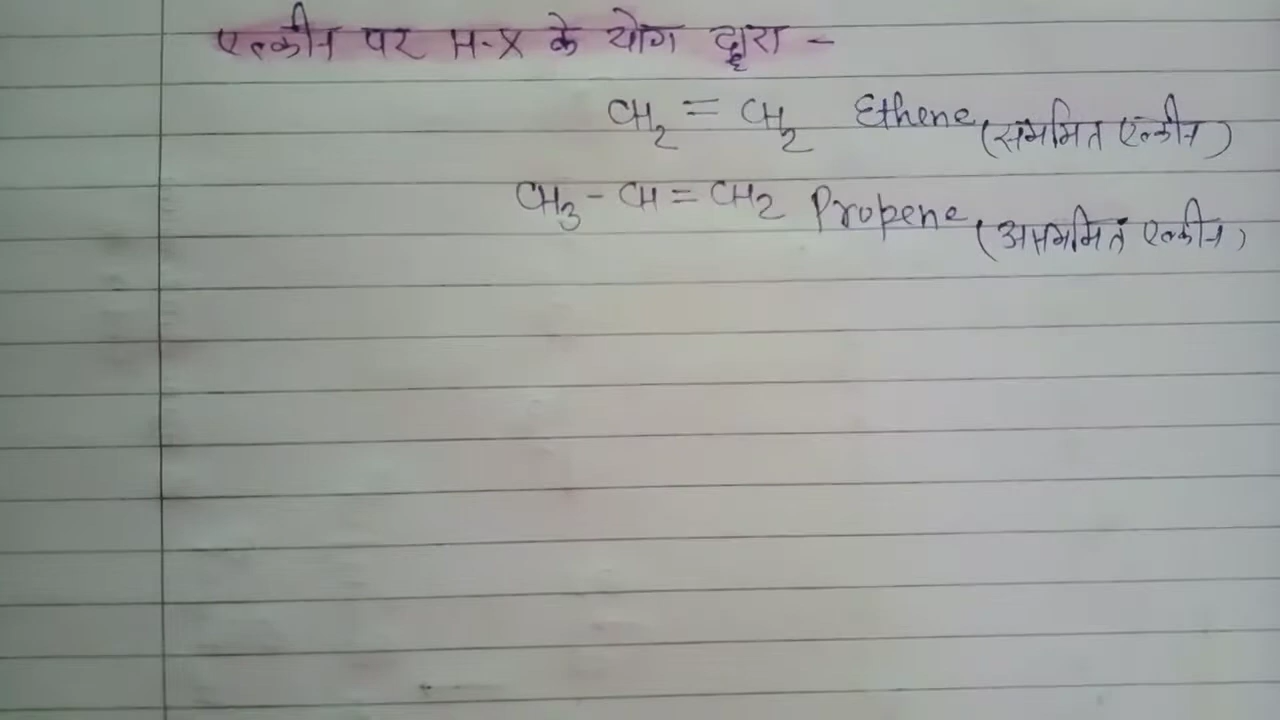 एल्कीन पर H-X के योग द्वारा -
CH₂ = CH₂ Ethene (सममित एल्कीन)
CH₃ - CH = CH₂ Propene (असममित एल्कीन)